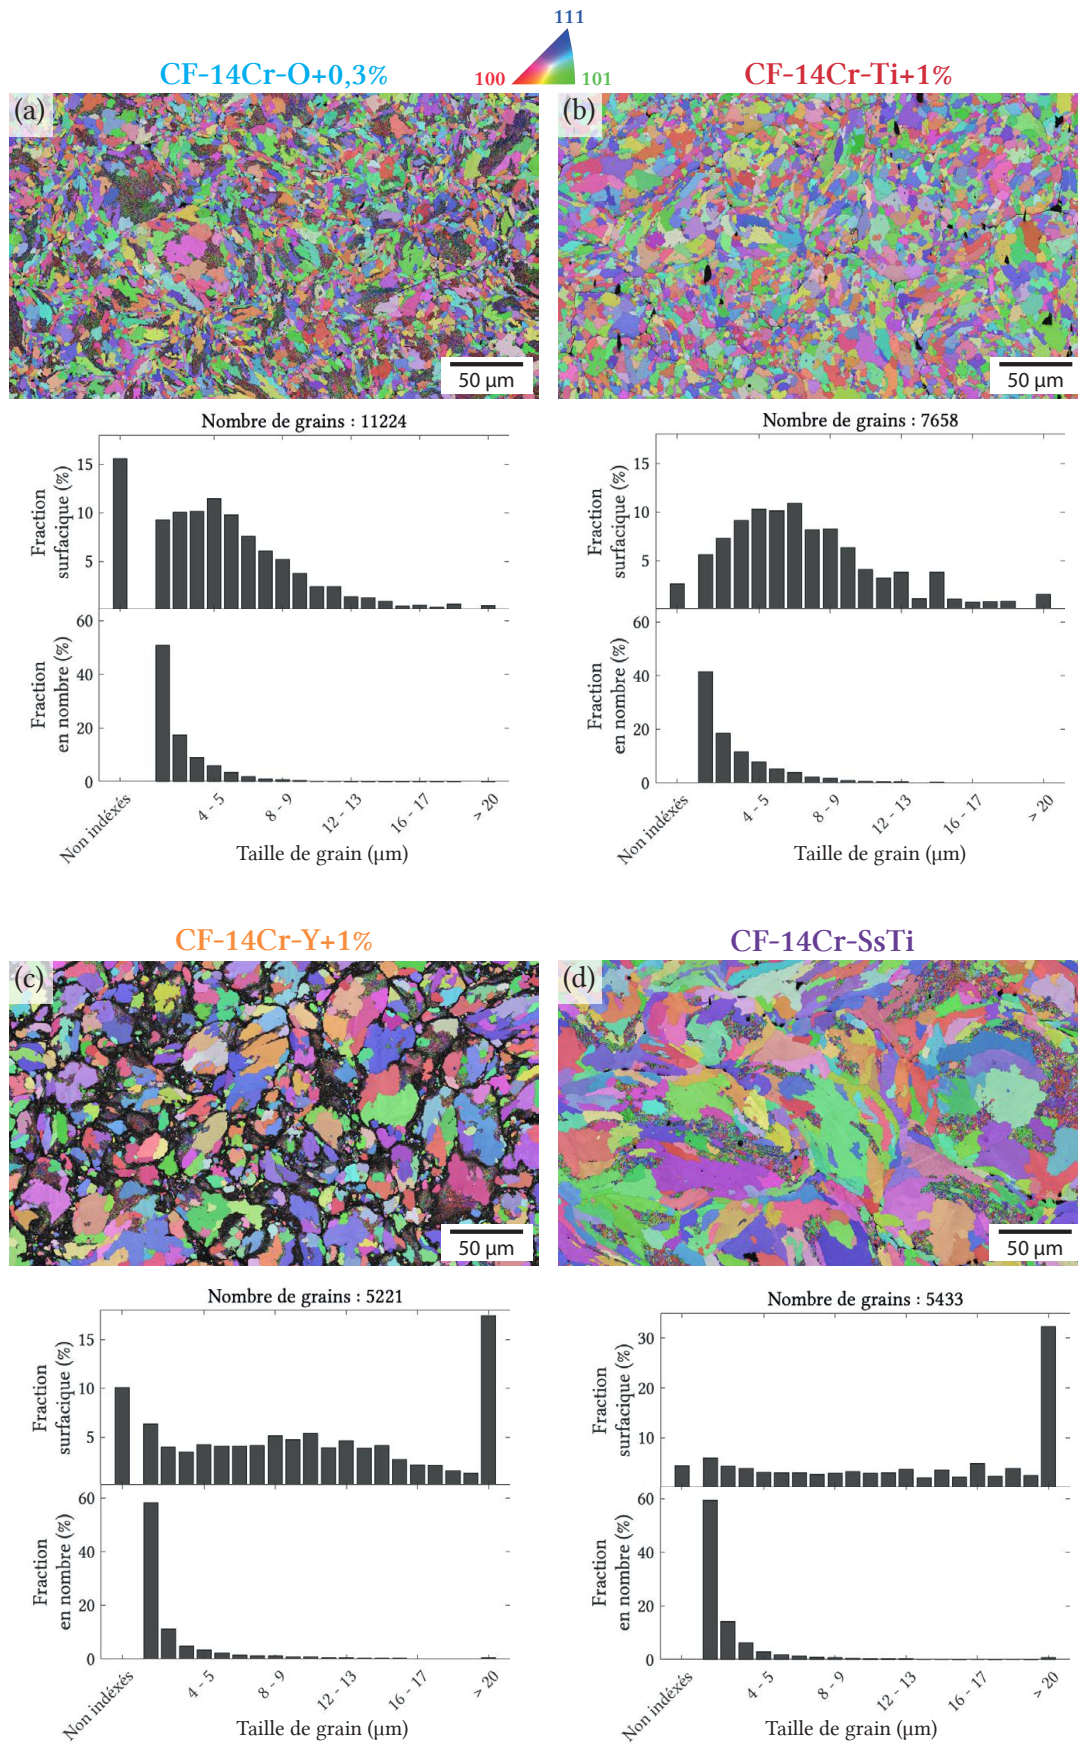 111
CF-14Cr-O+0,3%
100
101
CF-14Cr-Ti+1%
(a)
50 µm
(b)
50 µm
Nombre de grains : 11224
Fraction
surfacique (%)
15
10
5
Fraction
en nombre (%)
60
40
20
0
Non indéxés
4 - 5
8 - 9
12 - 13
16 - 17
> 20
Taille de grain (µm)
Nombre de grains : 7658
Fraction
surfacique (%)
15
10
5
Fraction
en nombre (%)
60
40
20
0
Non indéxés
4 - 5
8 - 9
12 - 13
16 - 17
> 20
Taille de grain (µm)
CF-14Cr-Y+1%
CF-14Cr-SsTi
(c)
50 µm
(d)
50 µm
Nombre de grains : 5221
Fraction
surfacique (%)
15
10
5
Fraction
en nombre (%)
60
40
20
0
Non indéxés
4 - 5
8 - 9
12 - 13
16 - 17
> 20
Taille de grain (µm)
Nombre de grains : 5433
Fraction
surfacique (%)
30
20
10
Fraction
en nombre (%)
60
40
20
0
Non indéxés
4 - 5
8 - 9
12 - 13
16 - 17
> 20
Taille de grain (µm)